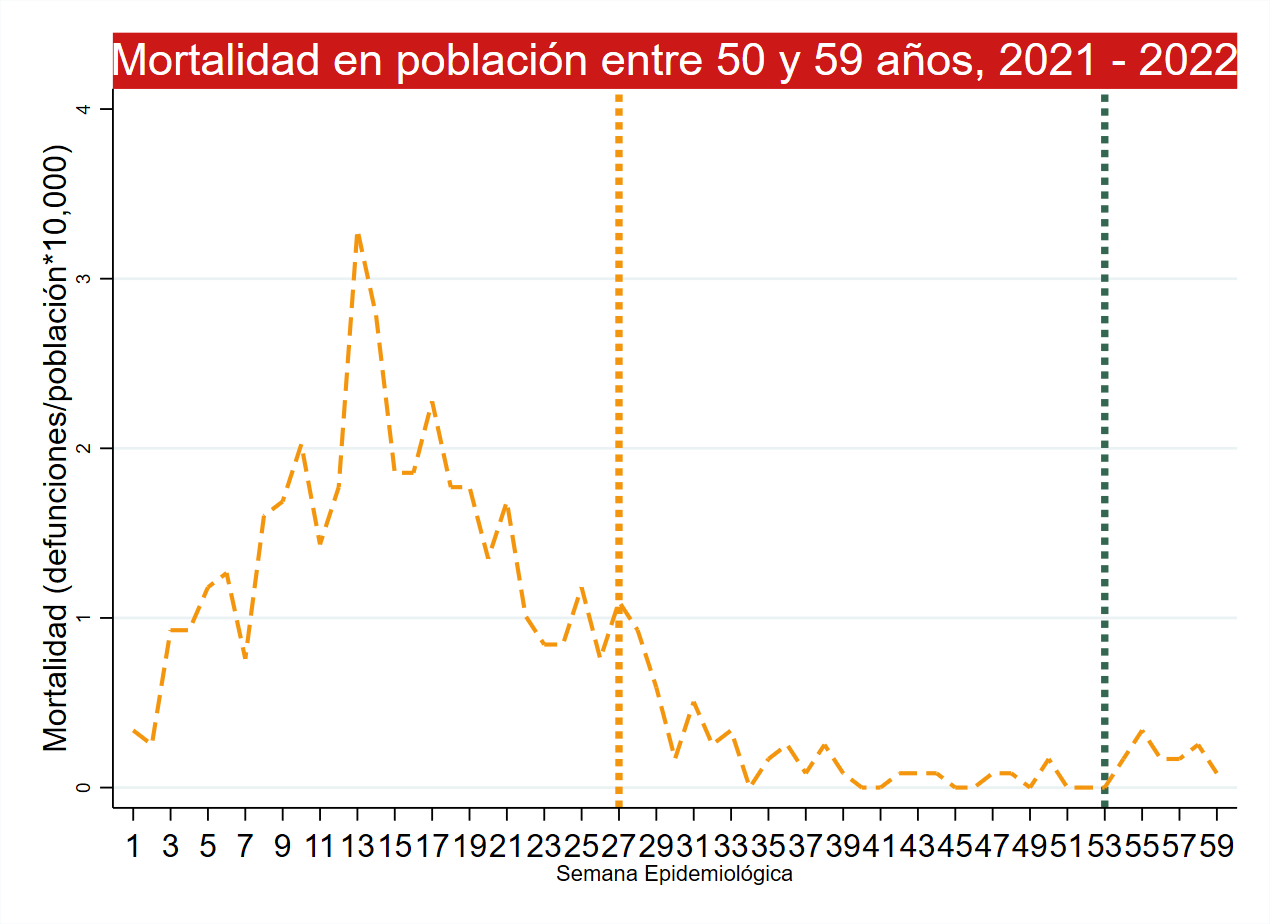 Mortalidad en población entre 50 y 59 años, 2021 - 2022
Mortalidad (defunciones/población*10,000)
4
3
2
1
0
1 3 5 7 9 11 13 15 17 19 21 23 25 27 29 31 33 35 37 39 41 43 45 47 49 51 53 55 57 59
Semana Epidemiológica